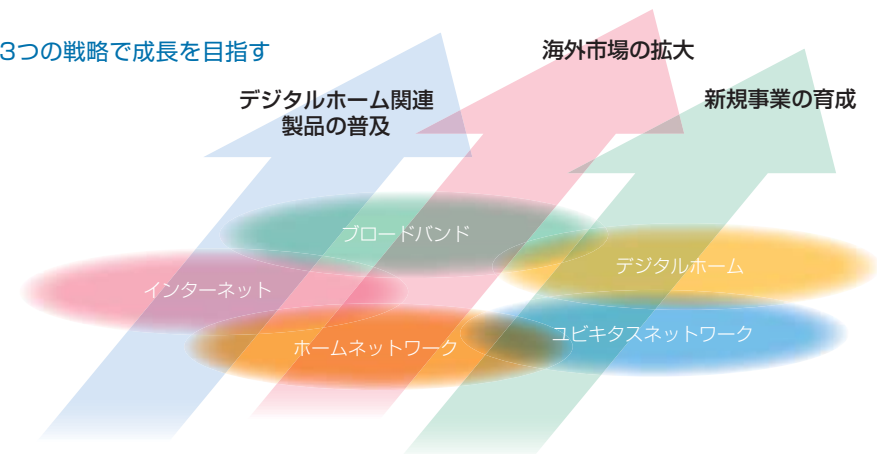 3つの戦略で成長を目指す
海外市場の拡大
デジタルホーム関連
製品の普及
新規事業の育成
ブロードバンド
デジタルホーム
インターネット
ユビキタスネットワーク
ホームネットワーク